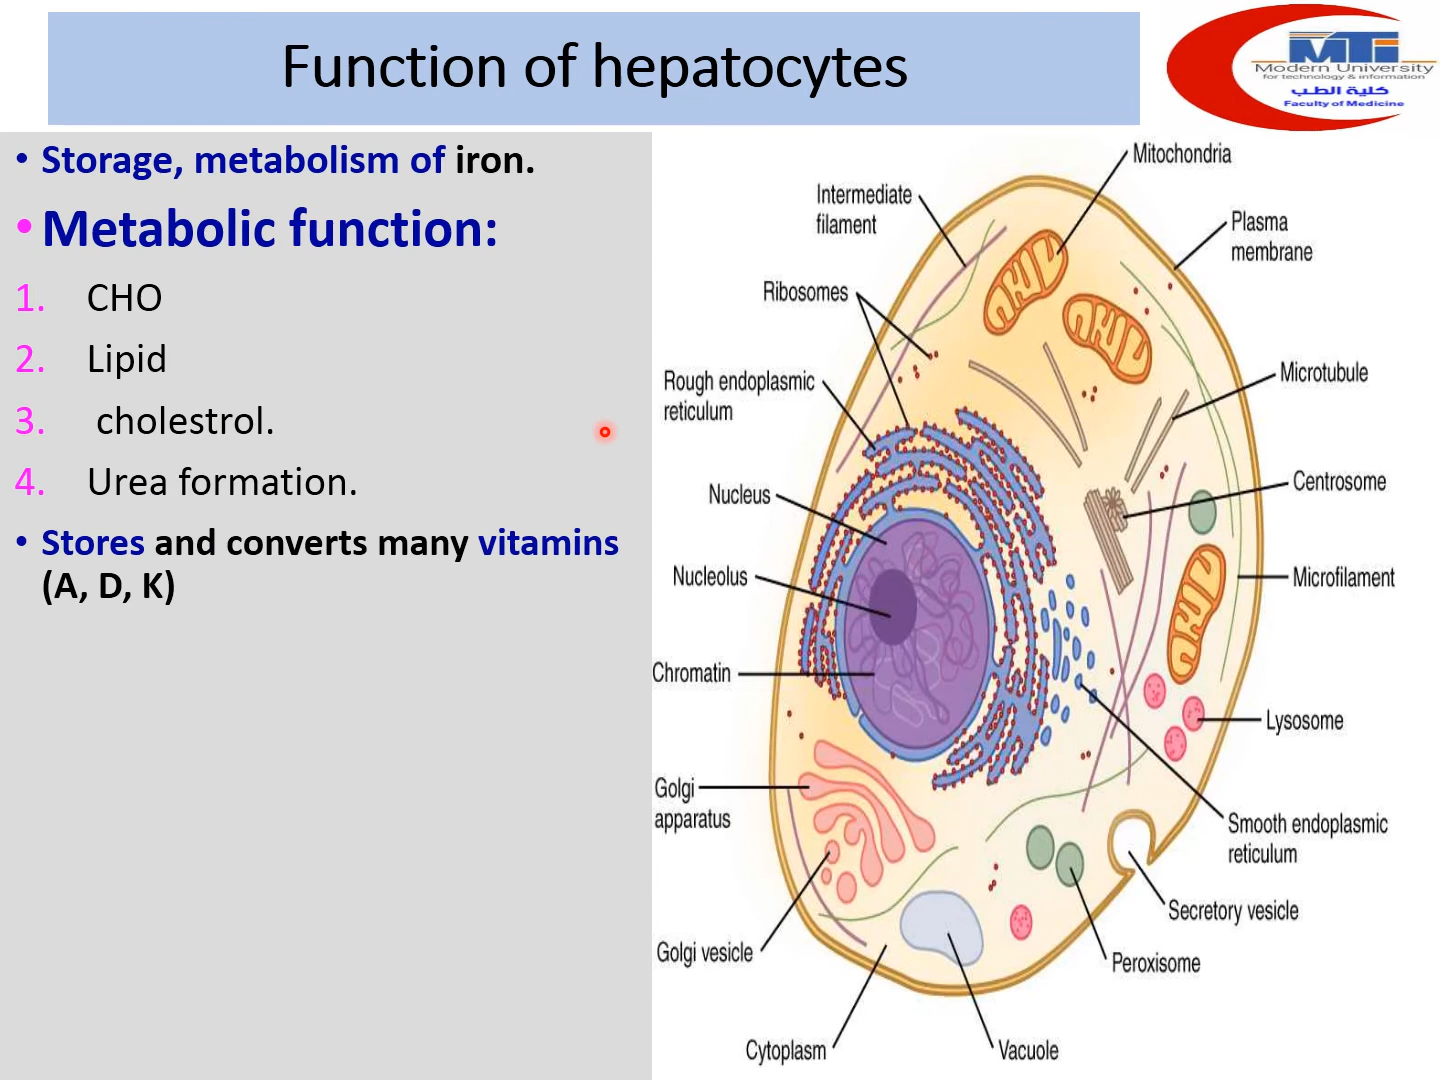 Function of hepatocytes
MTi
Modern University
for technology & information
كلية الطب
Faculty of Medicine
• Storage, metabolism of iron.
• Metabolic function:
1. CHO
2. Lipid
3. cholestrol.
4. Urea formation.
• Stores and converts many vitamins
(A, D, K)
Mitochondria
Intermediate
filament
Plasma
membrane
Ribosomes
Rough endoplasmic
reticulum
Microtubule
Nucleus
Centrosome
Nucleolus
Microfilament
Chromatin
Lysosome
Golgi
apparatus
Smooth endoplasmic
reticulum
Secretory vesicle
Golgi vesicle
Peroxisome
Cytoplasm
Vacuole